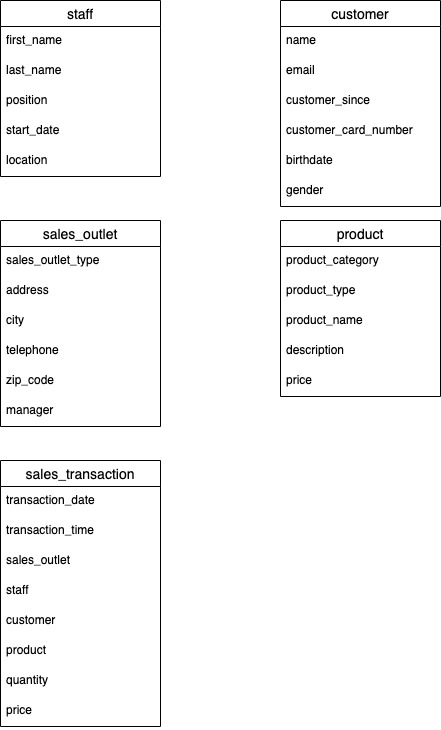 staff
first_name
last_name
position
start_date
location
customer
name
email
customer_since
customer_card_number
birthdate
gender
sales_outlet
sales_outlet_type
address
city
telephone
zip_code
manager
product
product_category
product_type
product_name
description
price
sales_transaction
transaction_date
transaction_time
sales_outlet
staff
customer
product
quantity
price